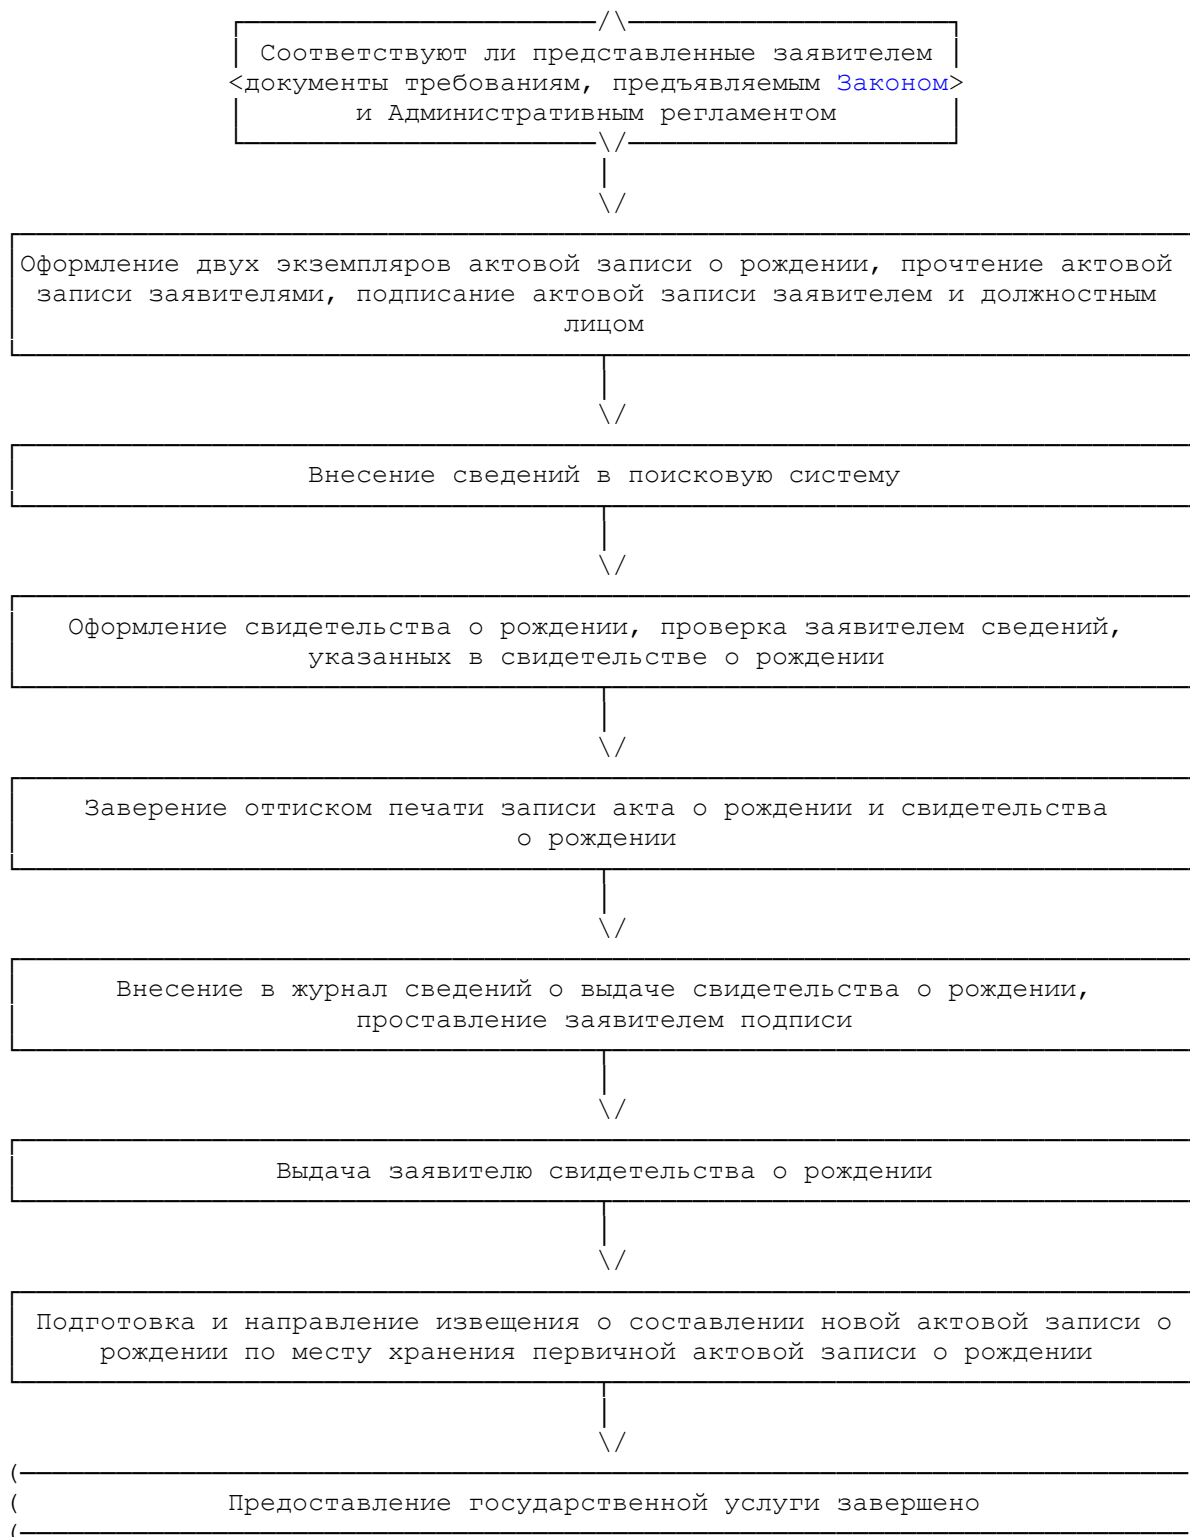 Соответствуют ли представленные заявителем
<документы требованиям, предъявляемым Законом>
и Административным регламентом
Оформление двух экземпляров актовой записи о рождении, прочтение актовой
записи заявителями, подписание актовой записи заявителем и должностным
лицом
Внесение сведений в поисковую систему
Оформление свидетельства о рождении, проверка заявителем сведений,
указанных в свидетельстве о рождении
Заверение оттиском печати записи акта о рождении и свидетельства
о рождении
Внесение в журнал сведений о выдаче свидетельства о рождении,
проставление заявителем подписи
Выдача заявителю свидетельства о рождении
Подготовка и направление извещения о составлении новой актовой записи о
рождении по месту хранения первичной актовой записи о рождении
Предоставление государственной услуги завершено